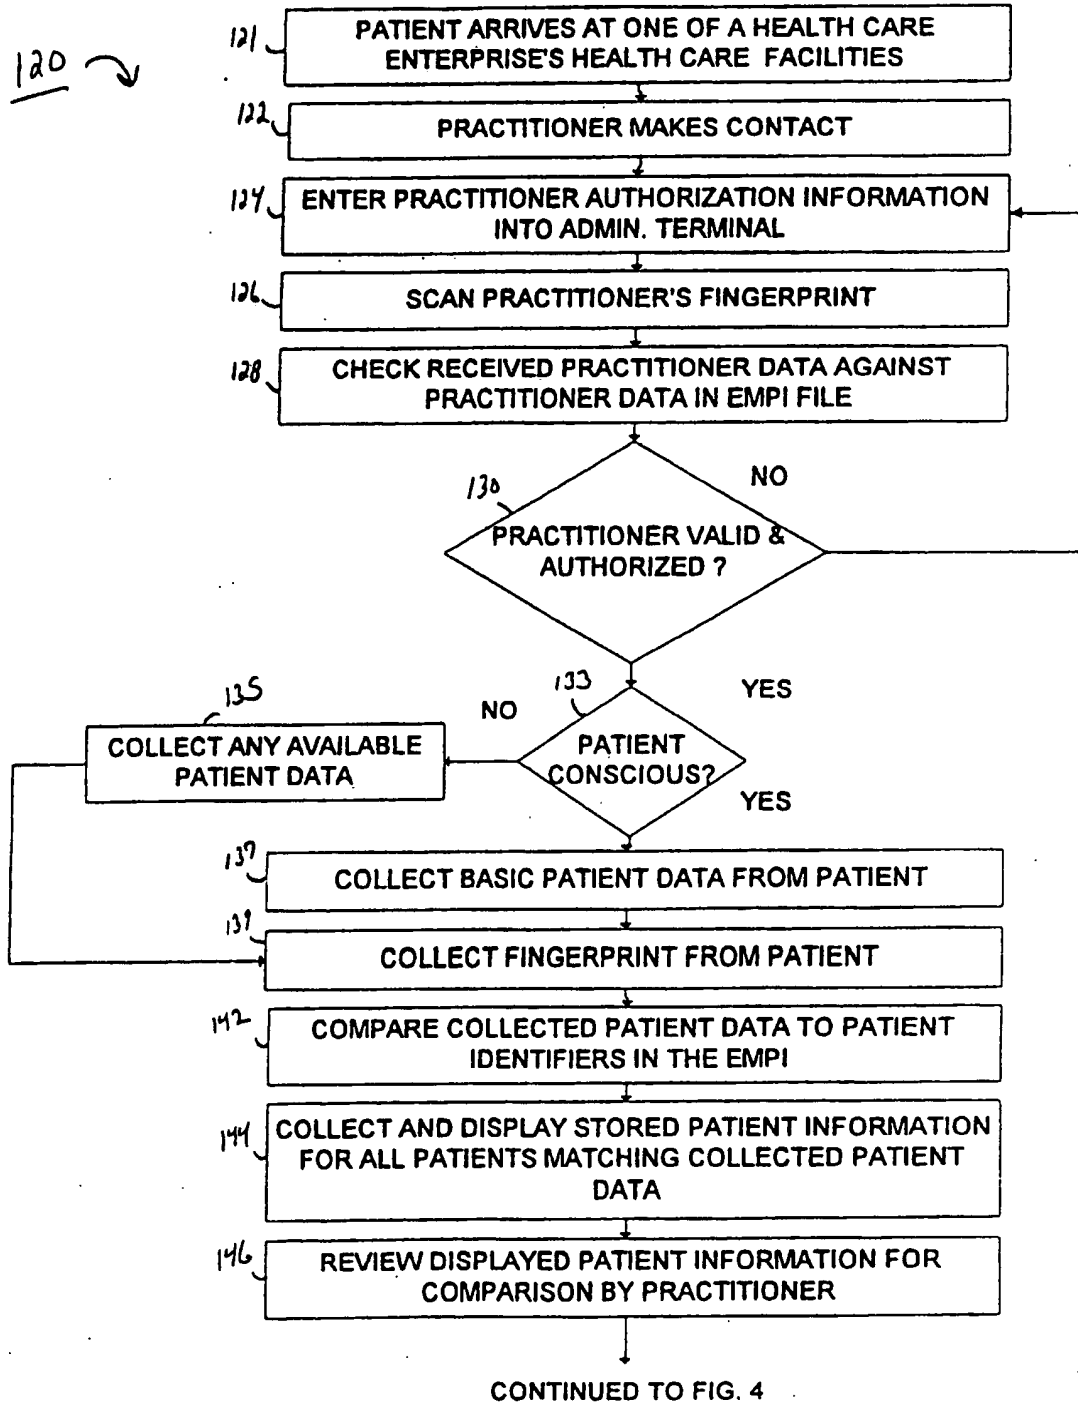 120
121
PATIENT ARRIVES AT ONE OF A HEALTH CARE
ENTERPRISE'S HEALTH CARE FACILITIES
122
PRACTITIONER MAKES CONTACT
124
ENTER PRACTITIONER AUTHORIZATION INFORMATION
INTO ADMIN. TERMINAL
126
SCAN PRACTITIONER'S FINGERPRINT
128
CHECK RECEIVED PRACTITIONER DATA AGAINST
PRACTITIONER DATA IN EMPI FILE
130
NO
PRACTITIONER VALID &
AUTHORIZED ?
133
YES
135
NO
COLLECT ANY AVAILABLE
PATIENT DATA
PATIENT
CONSCIOUS?
YES
137
COLLECT BASIC PATIENT DATA FROM PATIENT
139
COLLECT FINGERPRINT FROM PATIENT
142
COMPARE COLLECTED PATIENT DATA TO PATIENT
IDENTIFIERS IN THE EMPI
144
COLLECT AND DISPLAY STORED PATIENT INFORMATION
FOR ALL PATIENTS MATCHING COLLECTED PATIENT
DATA
146
REVIEW DISPLAYED PATIENT INFORMATION FOR
COMPARISON BY PRACTITIONER
CONTINUED TO FIG. 4